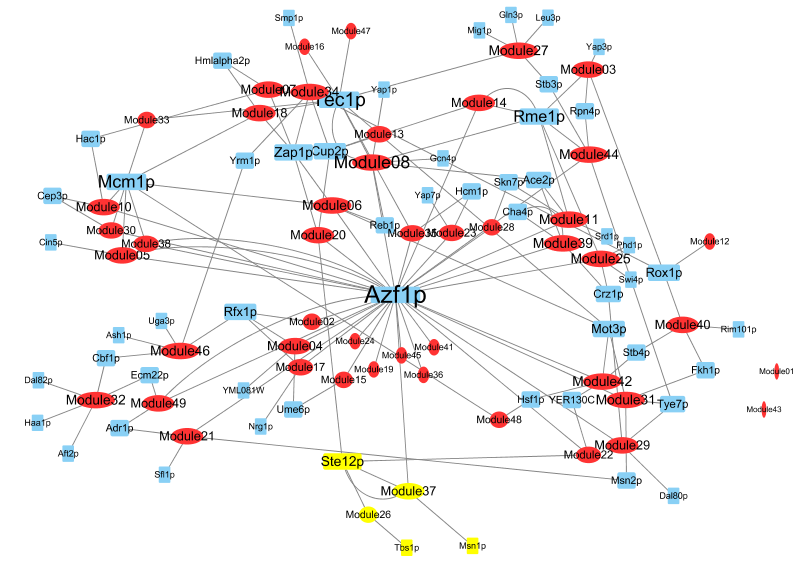 Smp1p
Gln3p
Leu3p
Mig1p
Module47
Module16
Module27
Yap3p
Hmlalpha2p
Module03
Stb3p
Module07
Module34
Yap1p
Tec1p
Module14
Module18
Rpn4p
Rme1p
Module33
Module13
Hac1p
Zap1p
Cup2p
Yrm1p
Module08
Gcn4p
Module44
Mcm1p
Skn7p
Ace2p
Cep3p
Yap7p
Hcm1p
Module10
Module06
Cha4p
Module11
Module30
Reb1p
Module28
Module20
Module35
Module23
Srd1p
Cin5p
Module38
Module39
Phd1p
Module12
Module05
Module25
Rox1p
Swi4p
Azf1p
Crz1p
Rfx1p
Uga3p
Module02
Mot3p
Module40
Rim101p
Ash1p
Module24
Module04
Module41
Cbf1p
Module46
Module45
Stb4p
Module17
Module19
Module36
Fkh1p
Module01
Ecm22p
Dal82p
Module15
Module42
YML081W
Module32
Module49
Hsf1p
YER130C
Module31
Tye7p
Ume6p
Module43
Haa1p
Adr1p
Nrg1p
Module48
Module21
Module29
Aft2p
Module22
Ste12p
Sfl1p
Msn2p
Module37
Dal80p
Module26
Tbs1p
Msn1p